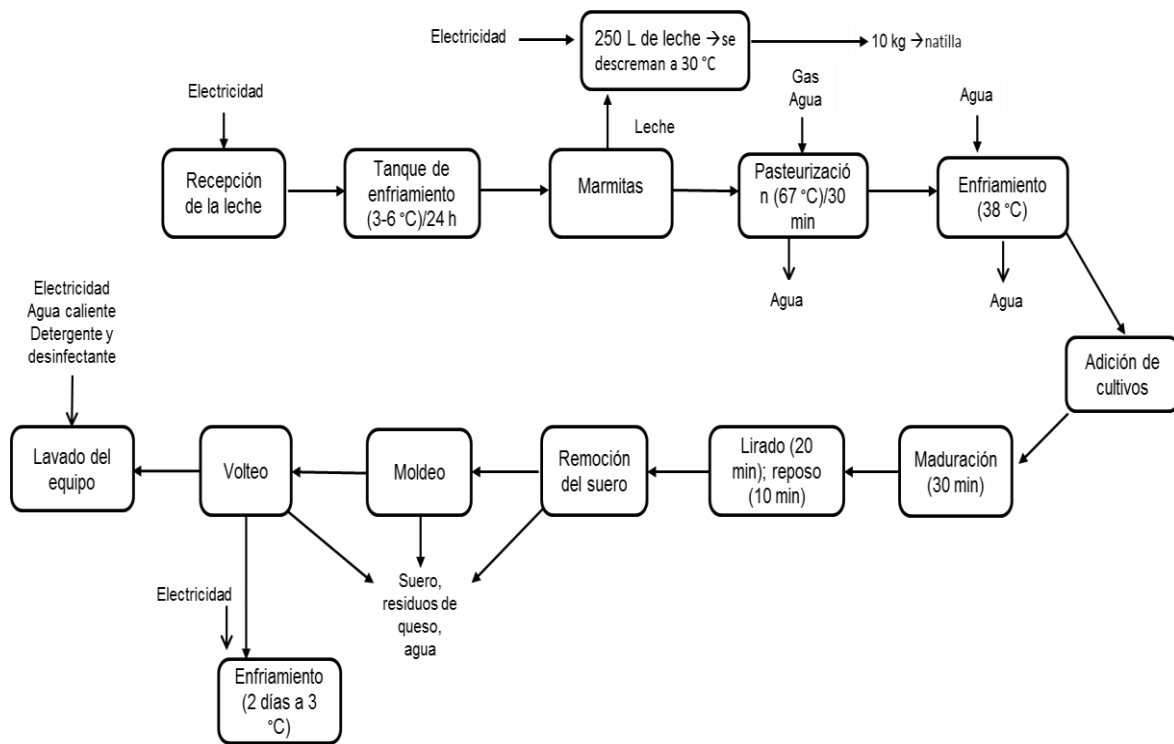 Electricidad
250 L de leche →se
descreman a 30 °C
10 kg →natilla
Electricidad
Leche
Gas
Agua
Agua
Recepción
de la leche
Tanque de
enfriamiento
(3-6 °C)/24 h
Marmitas
Pasteurizació
n (67 °C)/30
min
Enfriamiento
(38 °C)
Agua
Agua
Electricidad
Agua caliente
Detergente y
desinfectante
Adición de
cultivos
Lavado del
equipo
Volteo
Moldeo
Remoción
del suero
Lirado (20
min); reposo
(10 min)
Maduración
(30 min)
Suero,
residuos de
queso,
agua
Electricidad
Enfriamiento
(2 días a 3
°C)